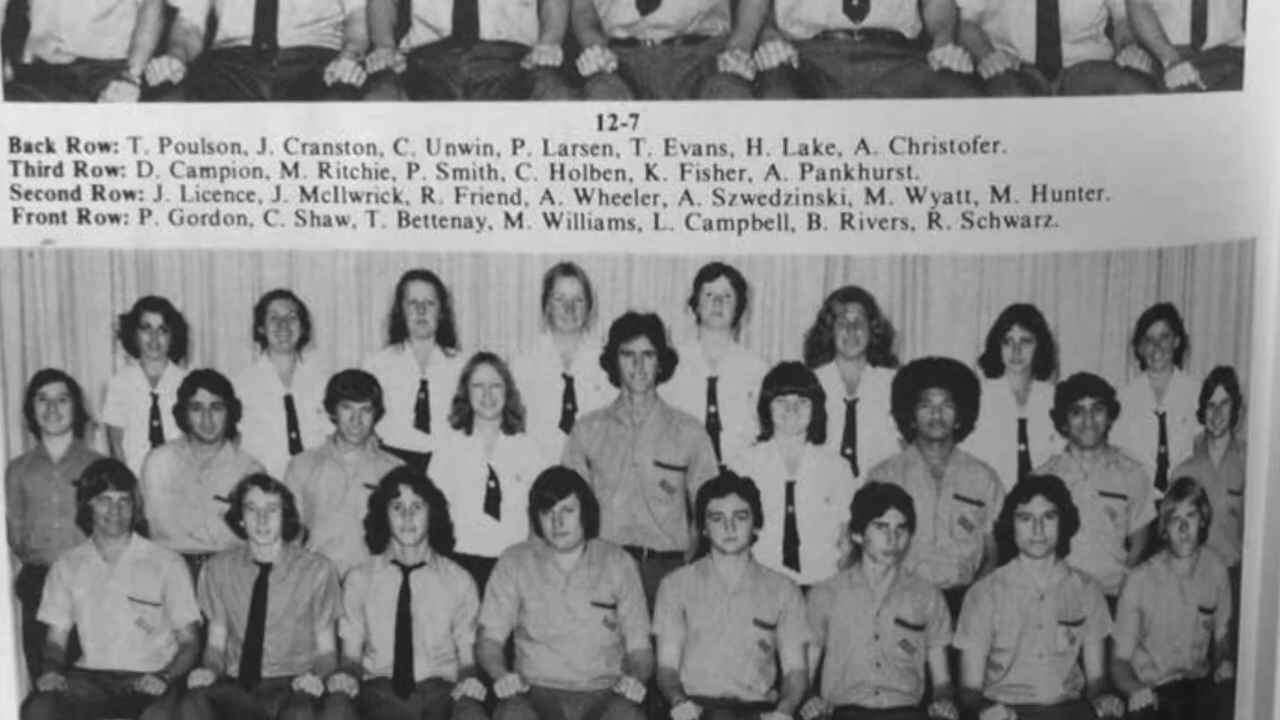 12-7
Back Row: T. Poulson, J. Cranston, C. Unwin, P. Larsen, T. Evans, H. Lake, A. Christofer.
Third Row: D. Campion, M. Ritchie, P. Smith, C. Holben, K. Fisher, A. Pankhurst.
Second Row: J. Licence, J. McIlwrick, R. Friend, A. Wheeler, A. Szwedzinski, M. Wyatt, M. Hunter.
Front Row: P. Gordon, C. Shaw, T. Bettenay, M. Williams, L. Campbell, B. Rivers, R. Schwarz.